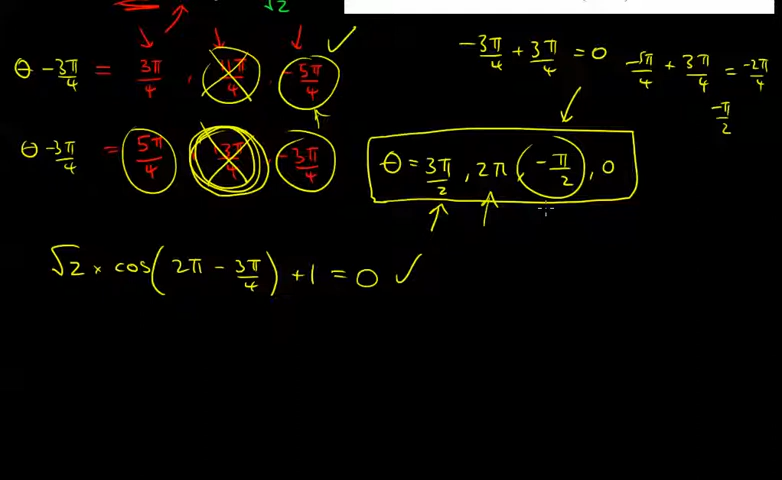 √2
θ - 3π/4 = 3π/4 , 11π/4 , -5π/4 ✓
θ - 3π/4 = 5π/4 3π/4 -3π/4
-3π/4 + 3π/4 = 0
-5π/4 + 3π/4 = -2π/4
-π/2
θ = 3π/2 , 2π , -π/2 , 0
√2 × cos(2π - 3π/4) + 1 = 0 ✓